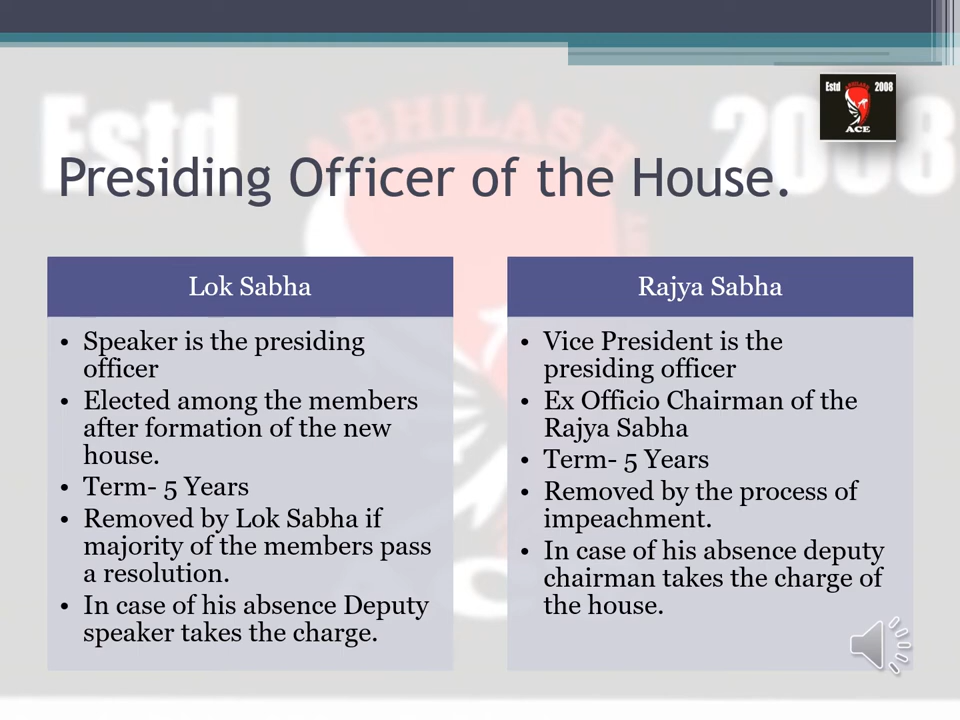 Estd 2008
ABHILASH
ACE
Estd 2008
Presiding Officer of the House.
Lok Sabha
• Speaker is the presiding
officer
• Elected among the members
after formation of the new
house.
• Term- 5 Years
• Removed by Lok Sabha if
majority of the members pass
a resolution.
• In case of his absence Deputy
speaker takes the charge.
Rajya Sabha
• Vice President is the
presiding officer
• Ex Officio Chairman of the
Rajya Sabha
• Term- 5 Years
• Removed by the process of
impeachment.
• In case of his absence deputy
chairman takes the charge of
the house.